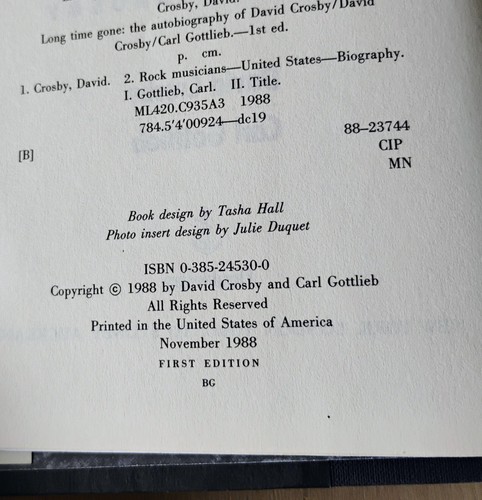 Crosby, David.
Long time gone: the autobiography of David Crosby/David
Crosby/Carl Gottlieb.—1st ed.
p. cm.
1. Crosby, David. 2. Rock musicians—United States—Biography.
I. Gottlieb, Carl. II. Title.
ML420.C935A3 1988
784.5'4'00924—dc19
88–23744
[B]
CIP
MN
Book design by Tasha Hall
Photo insert design by Julie Duquet
ISBN 0-385-24530-0
Copyright © 1988 by David Crosby and Carl Gottlieb
All Rights Reserved
Printed in the United States of America
November 1988
FIRST EDITION
BG